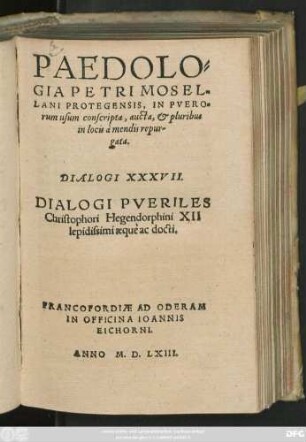 PAEDOLO⸗
GIA PETRI MOSEL⸗
LANI PROTEGENSIS, IN PVERO⸗
rum usum conscripta, aucta, & pluribus
in locis à mendis repur⸗
gata.
DIALOGI XXXVII.
DIALOGI PVERILES
Christophori Hegendorphini XII
lepidissimi æquè ac docti.
FRANCOFORDIÆ AD ODERAM
IN OFFICINA IOANNIS
EICHORNI.
ANNO M. D. LXIII.